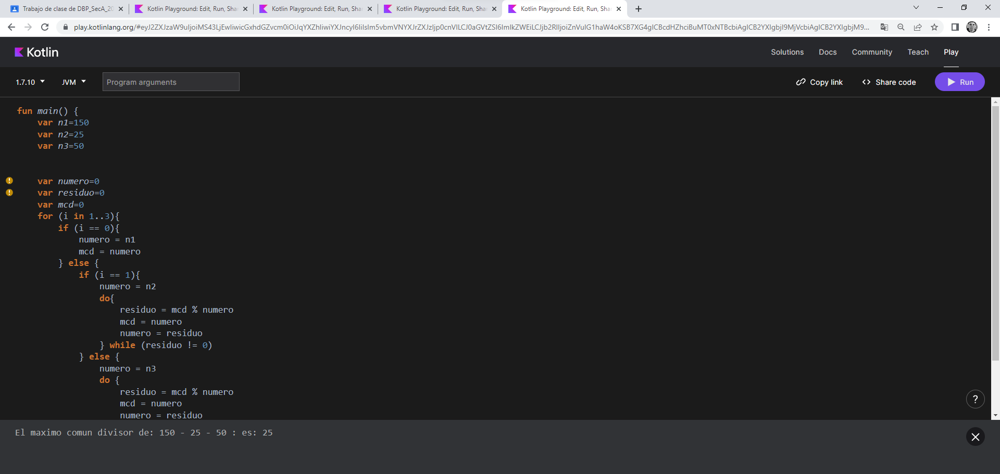 Trabajo de clase de DBP_SecA_20
Kotlin Playground: Edit, Run, Sha
Kotlin Playground: Edit, Run, Sha
Kotlin Playground: Edit, Run, Sha
Kotlin Playground: Edit, Run, Sha
Kotlin
Solutions
Docs
Community
Teach
Play
1.7.10
JVM
Program arguments
Copy link
Share code
Run
fun main() {
var n1=150
var n2=25
var n3=50
var numero=0
var residuo=0
var mcd=0
for (i in 1..3){
if (i == 0){
numero = n1
mcd = numero
} else {
if (i == 1){
numero = n2
do{
residuo = mcd % numero
mcd = numero
numero = residuo
} while (residuo != 0)
} else {
numero = n3
do {
residuo = mcd % numero
mcd = numero
numero = residuo
?
El maximo comun divisor de: 150 - 25 - 50 : es: 25